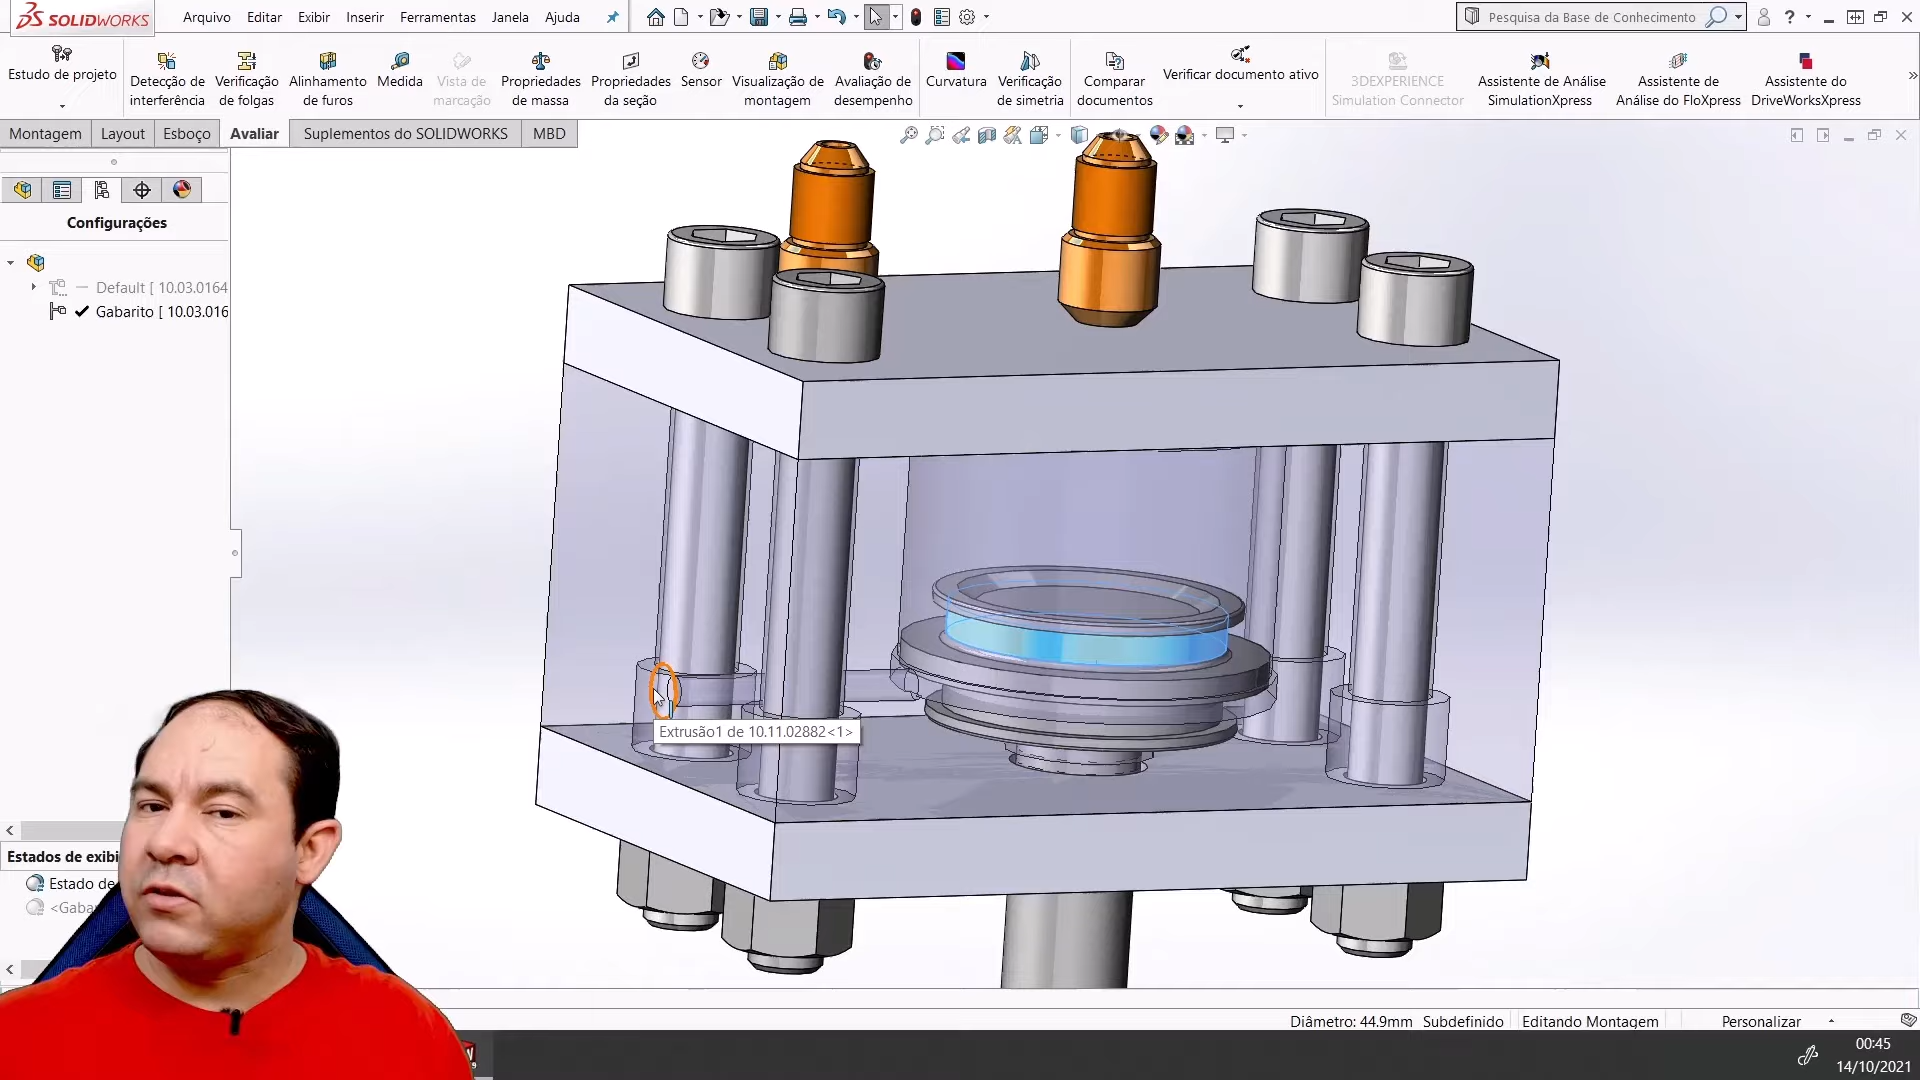 SOLIDWORKS
Arquivo Editar Exibir Inserir Ferramentas Janela Ajuda
Pesquisa da Base de Conhecimento
Estudo de projeto
Detecção de interferência
Verificação de folgas
Alinhamento de furos
Medida
Vista de marcação
Propriedades de massa
Propriedades da seção
Sensor
Visualização de montagem
Avaliação de desempenho
Curvatura
Verificação de simetria
Comparar documentos
Verificar documento ativo
3DEXPERIENCE Simulation Connector
Assistente de Análise SimulationXpress
Assistente de Análise do FloXpress
Assistente do DriveWorksXpress
Montagem Layout Esboço Avaliar Suplementos do SOLIDWORKS MBD
Configurações
Default [ 10.03.0164
Gabarito [ 10.03.016
Extrusão1 de 10.11.02882<1>
Estados de exibi
Estado de
<Gaba
Diâmetro: 44.9mm Subdefinido Editando Montagem Personalizar
00:45
14/10/2021